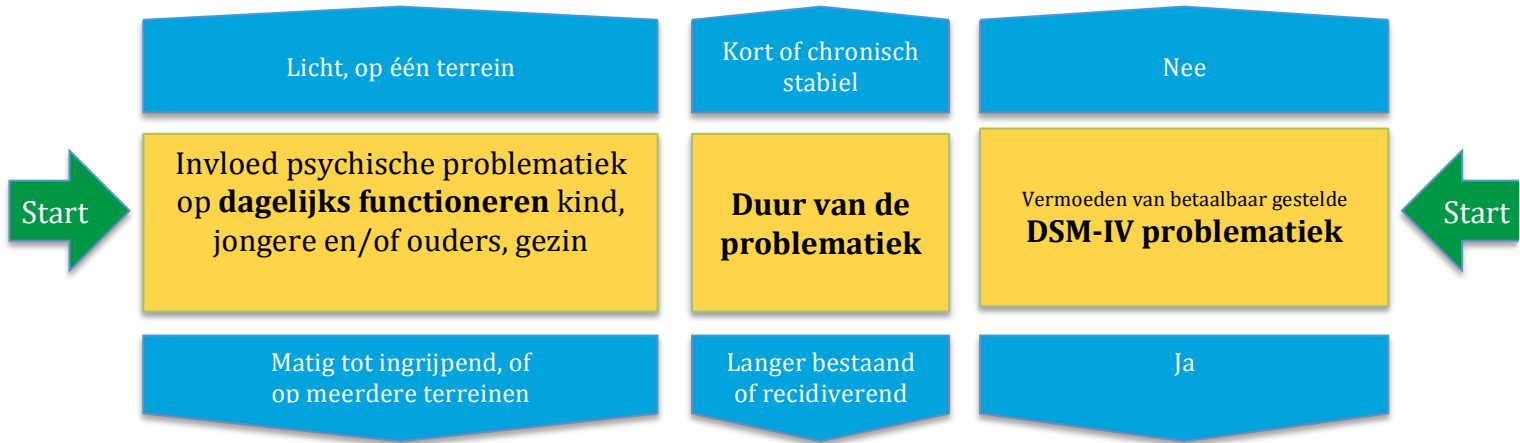 Licht, op één terrein
Kort of chronisch
stabiel
Nee
Start
Invloed psychische problematiek
op dagelijks functioneren kind,
jongere en/of ouders, gezin
Duur van de
problematiek
Vermoeden van betaalbaar gestelde
DSM-IV problematiek
Start
Matig tot ingrijpend, of
op meerdere terreinen
Langer bestaand
of recidiverend
Ja